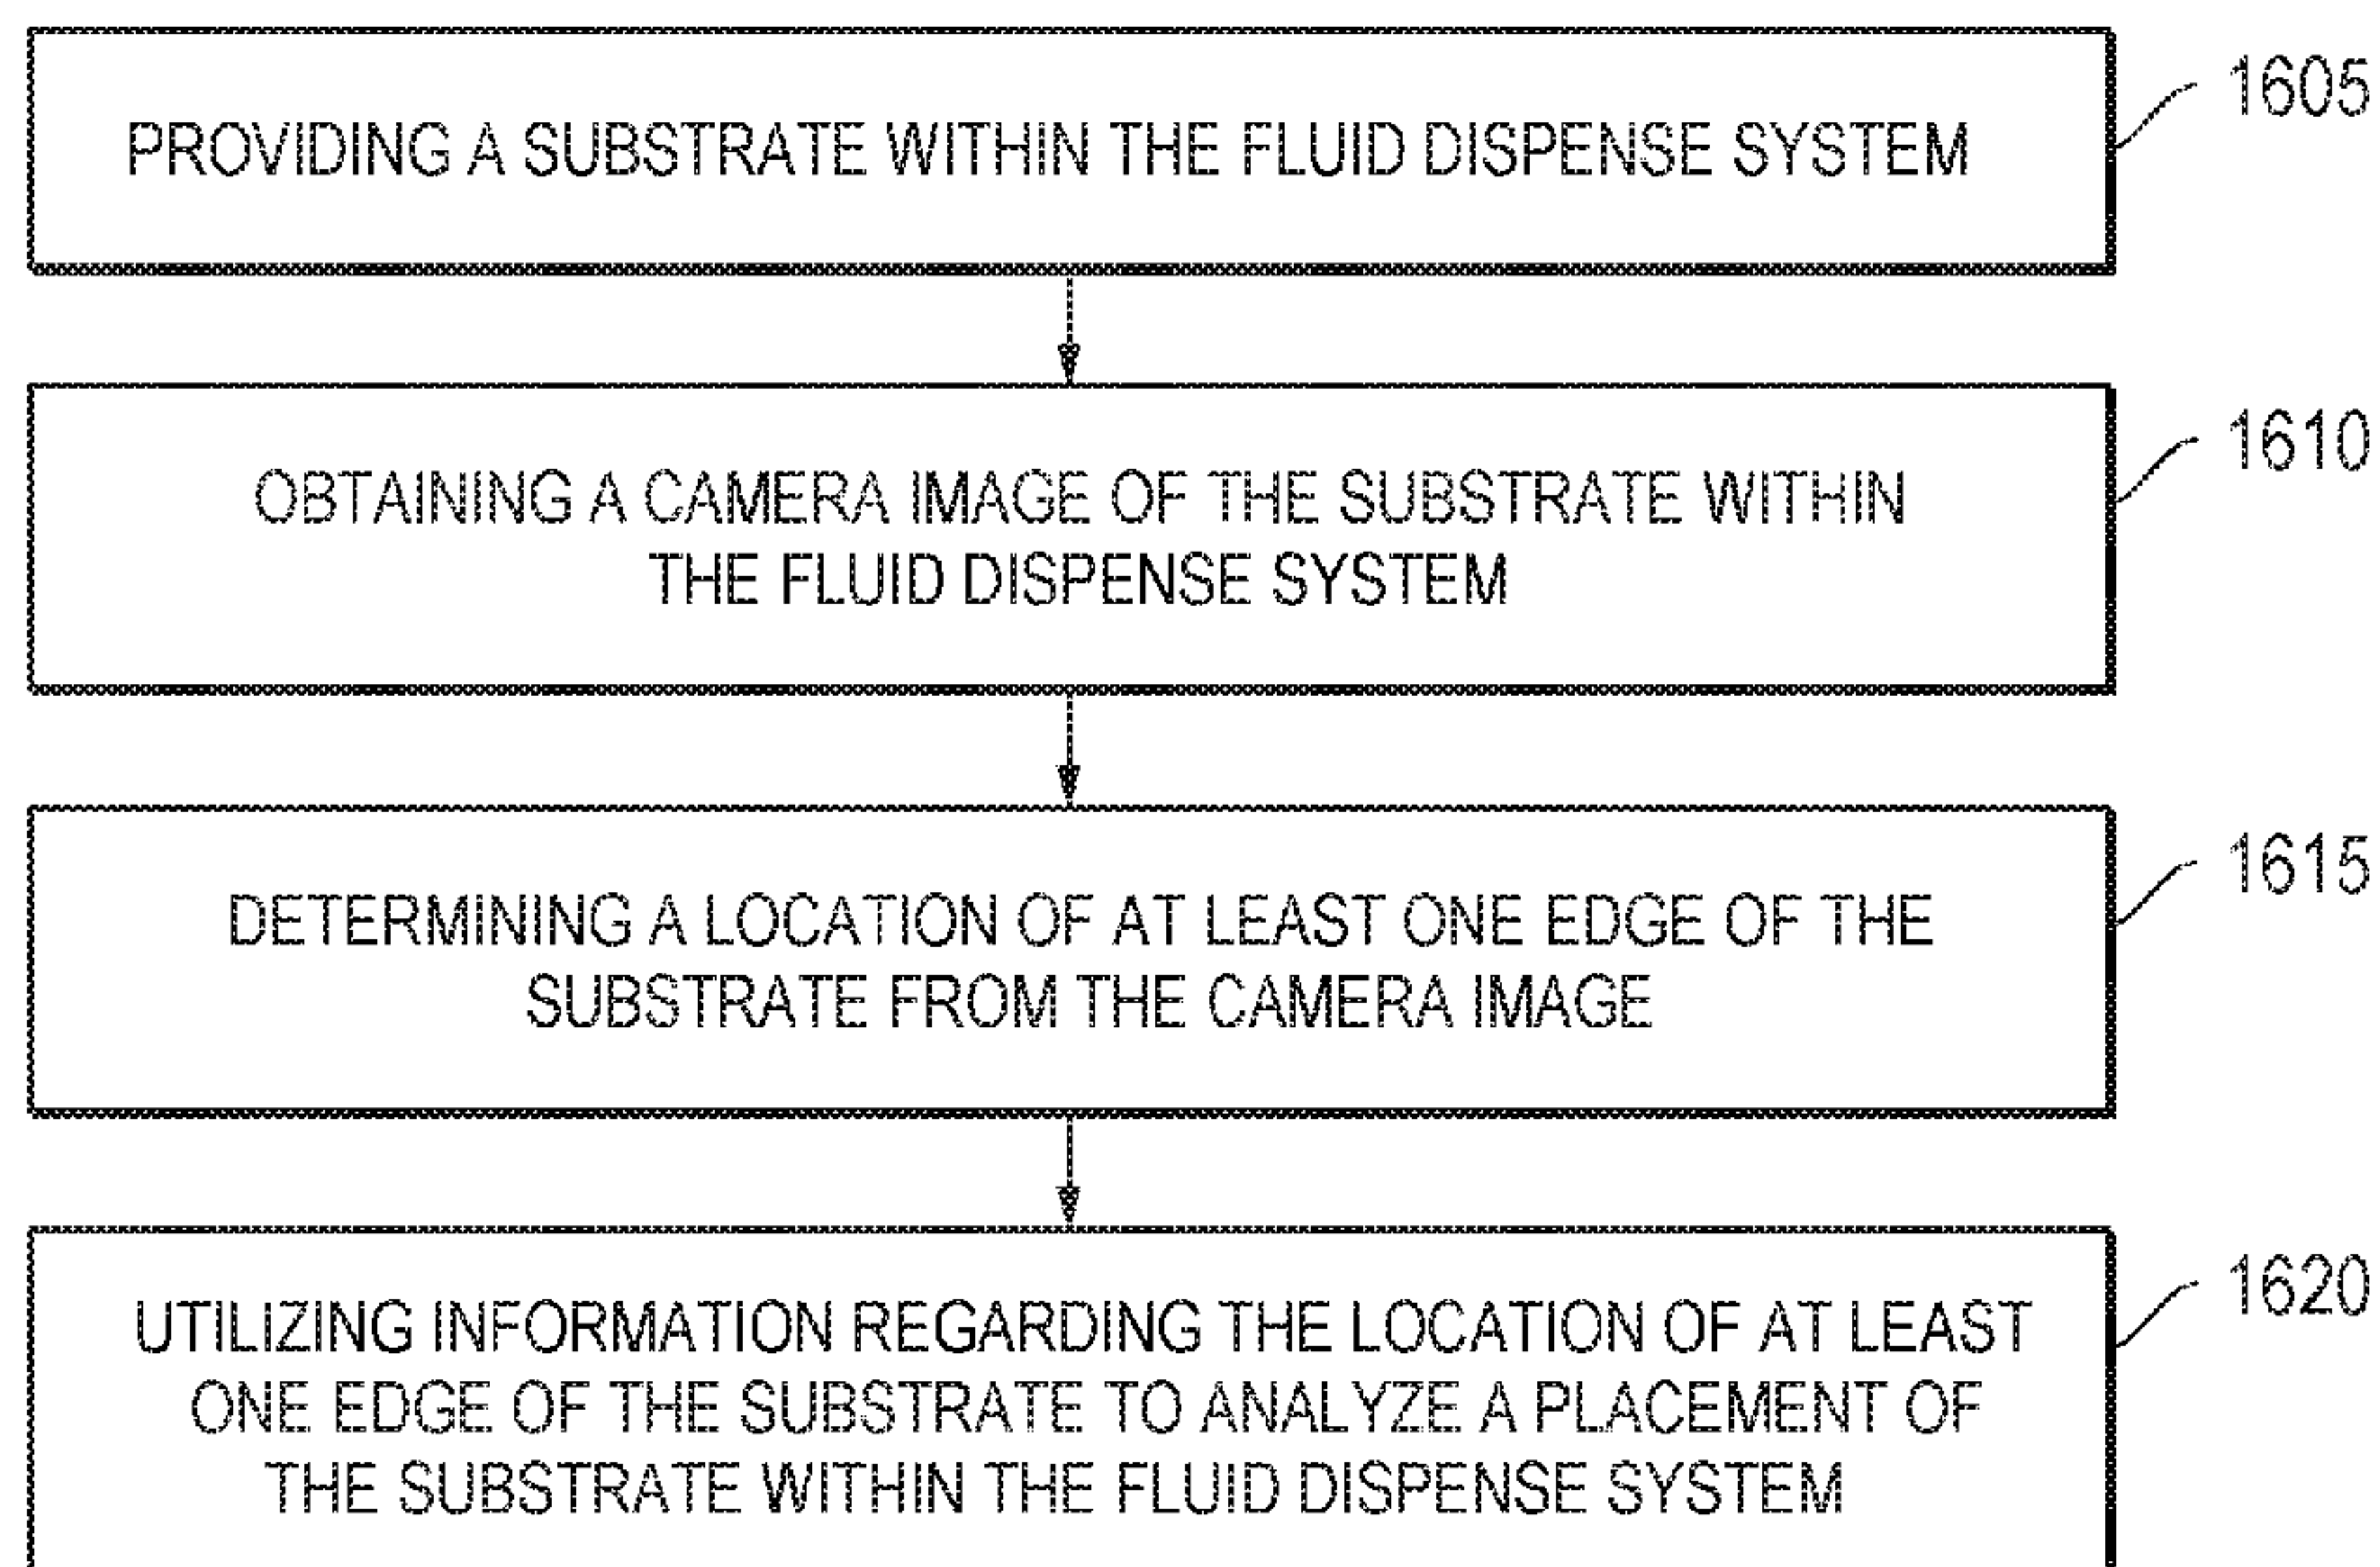 PROVIDING A SUBSTRATE WITHIN THE FLUID DISPENSE SYSTEM
1605
OBTAINING A CAMERA IMAGE OF THE SUBSTRATE WITHIN
THE FLUID DISPENSE SYSTEM
1610
DETERMINING A LOCATION OF AT LEAST ONE EDGE OF THE
SUBSTRATE FROM THE CAMERA IMAGE
1615
UTILIZING INFORMATION REGARDING THE LOCATION OF AT LEAST
ONE EDGE OF THE SUBSTRATE TO ANALYZE A PLACEMENT OF
THE SUBSTRATE WITHIN THE FLUID DISPENSE SYSTEM
1620